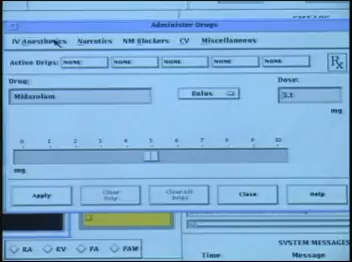 Administer Drugs
IV Anesthetics Narcotics NM Blockers CV Miscellaneous
Active Drips: NONE NONE NONE NONE NONE
Rx
Drug: Dose:
Midazolam Bolus 5.1
mg
0 1 2 3 4 5 6 7 8 9 10
mg
Apply Clear Drip Clear All Drips Close Help
RA RV PA PAW
SYSTEM MESSAGES
Time Message